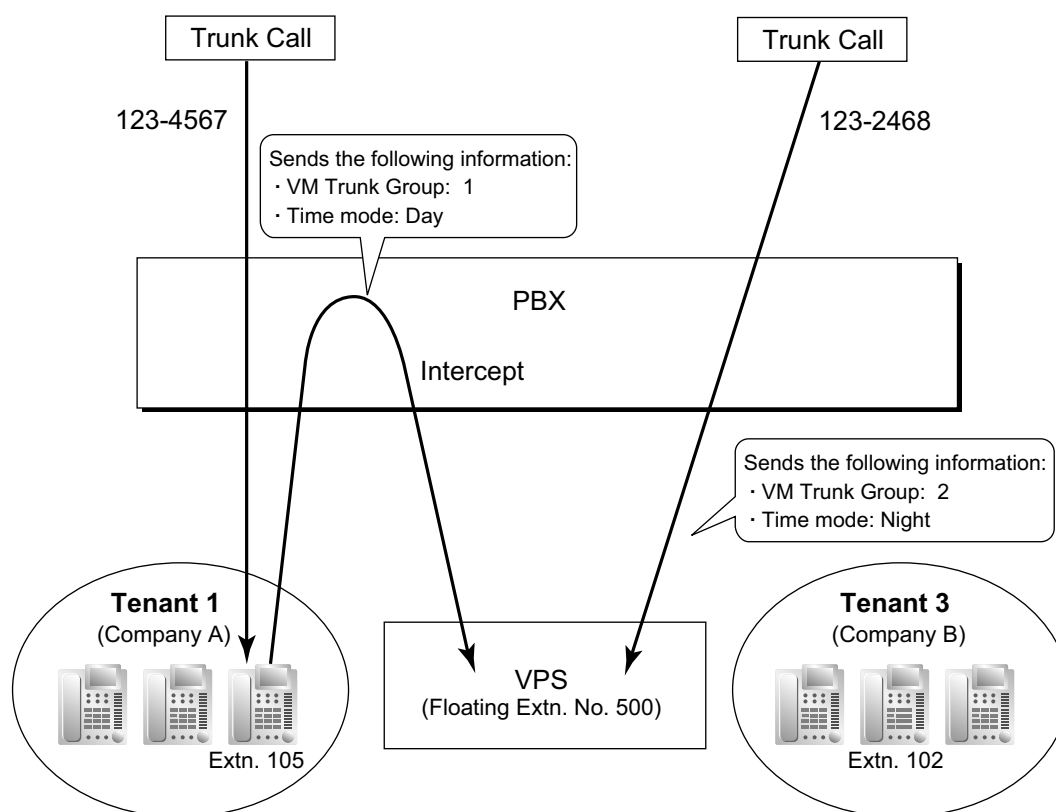 Trunk Call
Trunk Call
123-4567
123-2468
Sends the following information:
・VM Trunk Group: 1
・Time mode: Day
PBX
Intercept
Sends the following information:
・VM Trunk Group: 2
・Time mode: Night
Tenant 1
(Company A)
Extn. 105
VPS
(Floating Extn. No. 500)
Tenant 3
(Company B)
Extn. 102